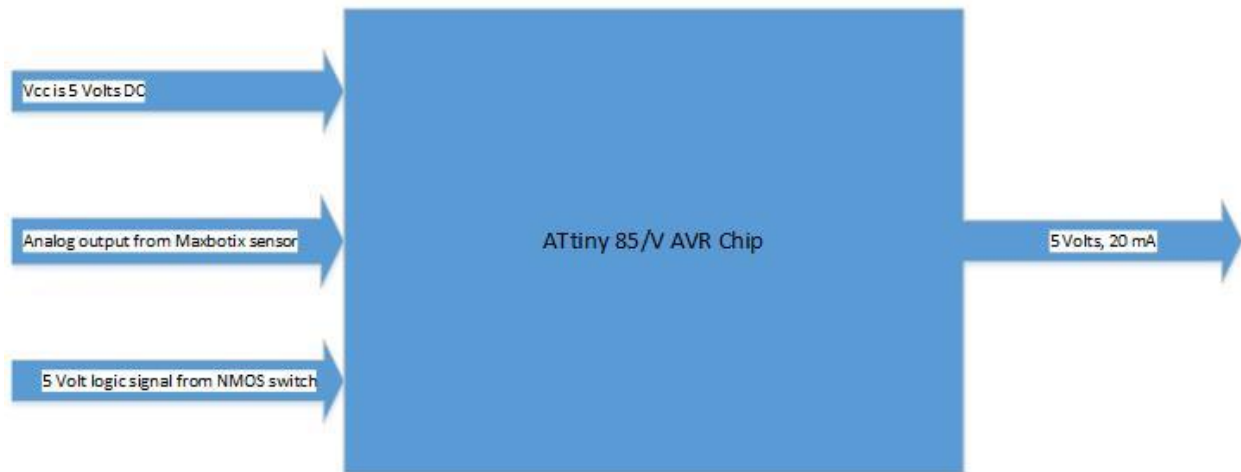 Vcc is 5 Volts DC
Analog output from Maxbotix sensor
5 Volt logic signal from NMOS switch
ATtiny 85/V AVR Chip
5 Volts, 20 mA